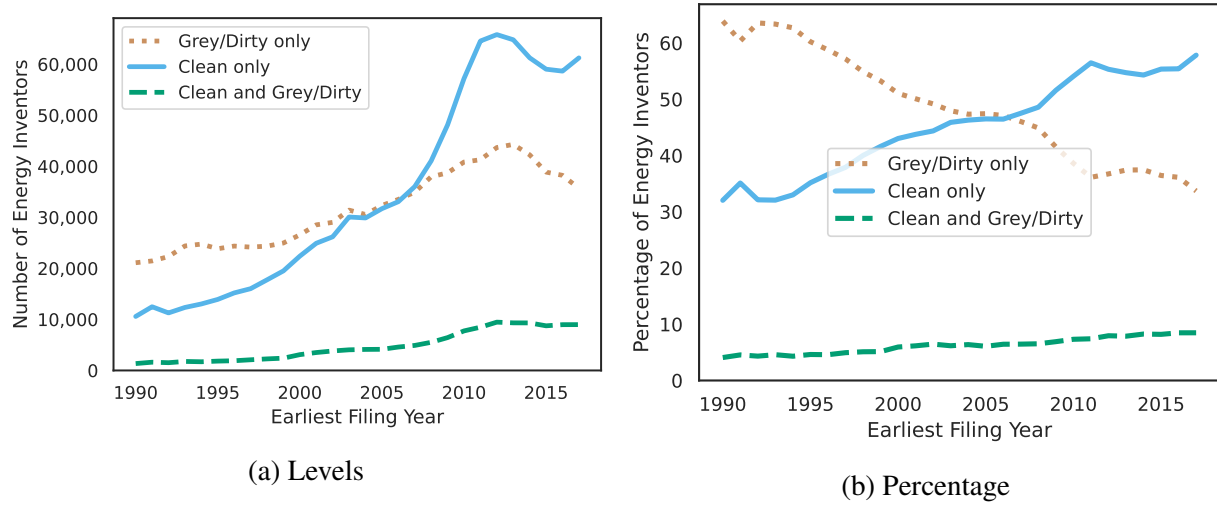 Grey/Dirty only
Clean only
Clean and Grey/Dirty
Number of Energy Inventors
60,000
50,000
40,000
30,000
20,000
10,000
0
1990 1995 2000 2005 2010 2015
Earliest Filing Year
(a) Levels
Percentage of Energy Inventors
60
50
40
30
20
10
0
Grey/Dirty only
Clean only
Clean and Grey/Dirty
1990 1995 2000 2005 2010 2015
Earliest Filing Year
(b) Percentage